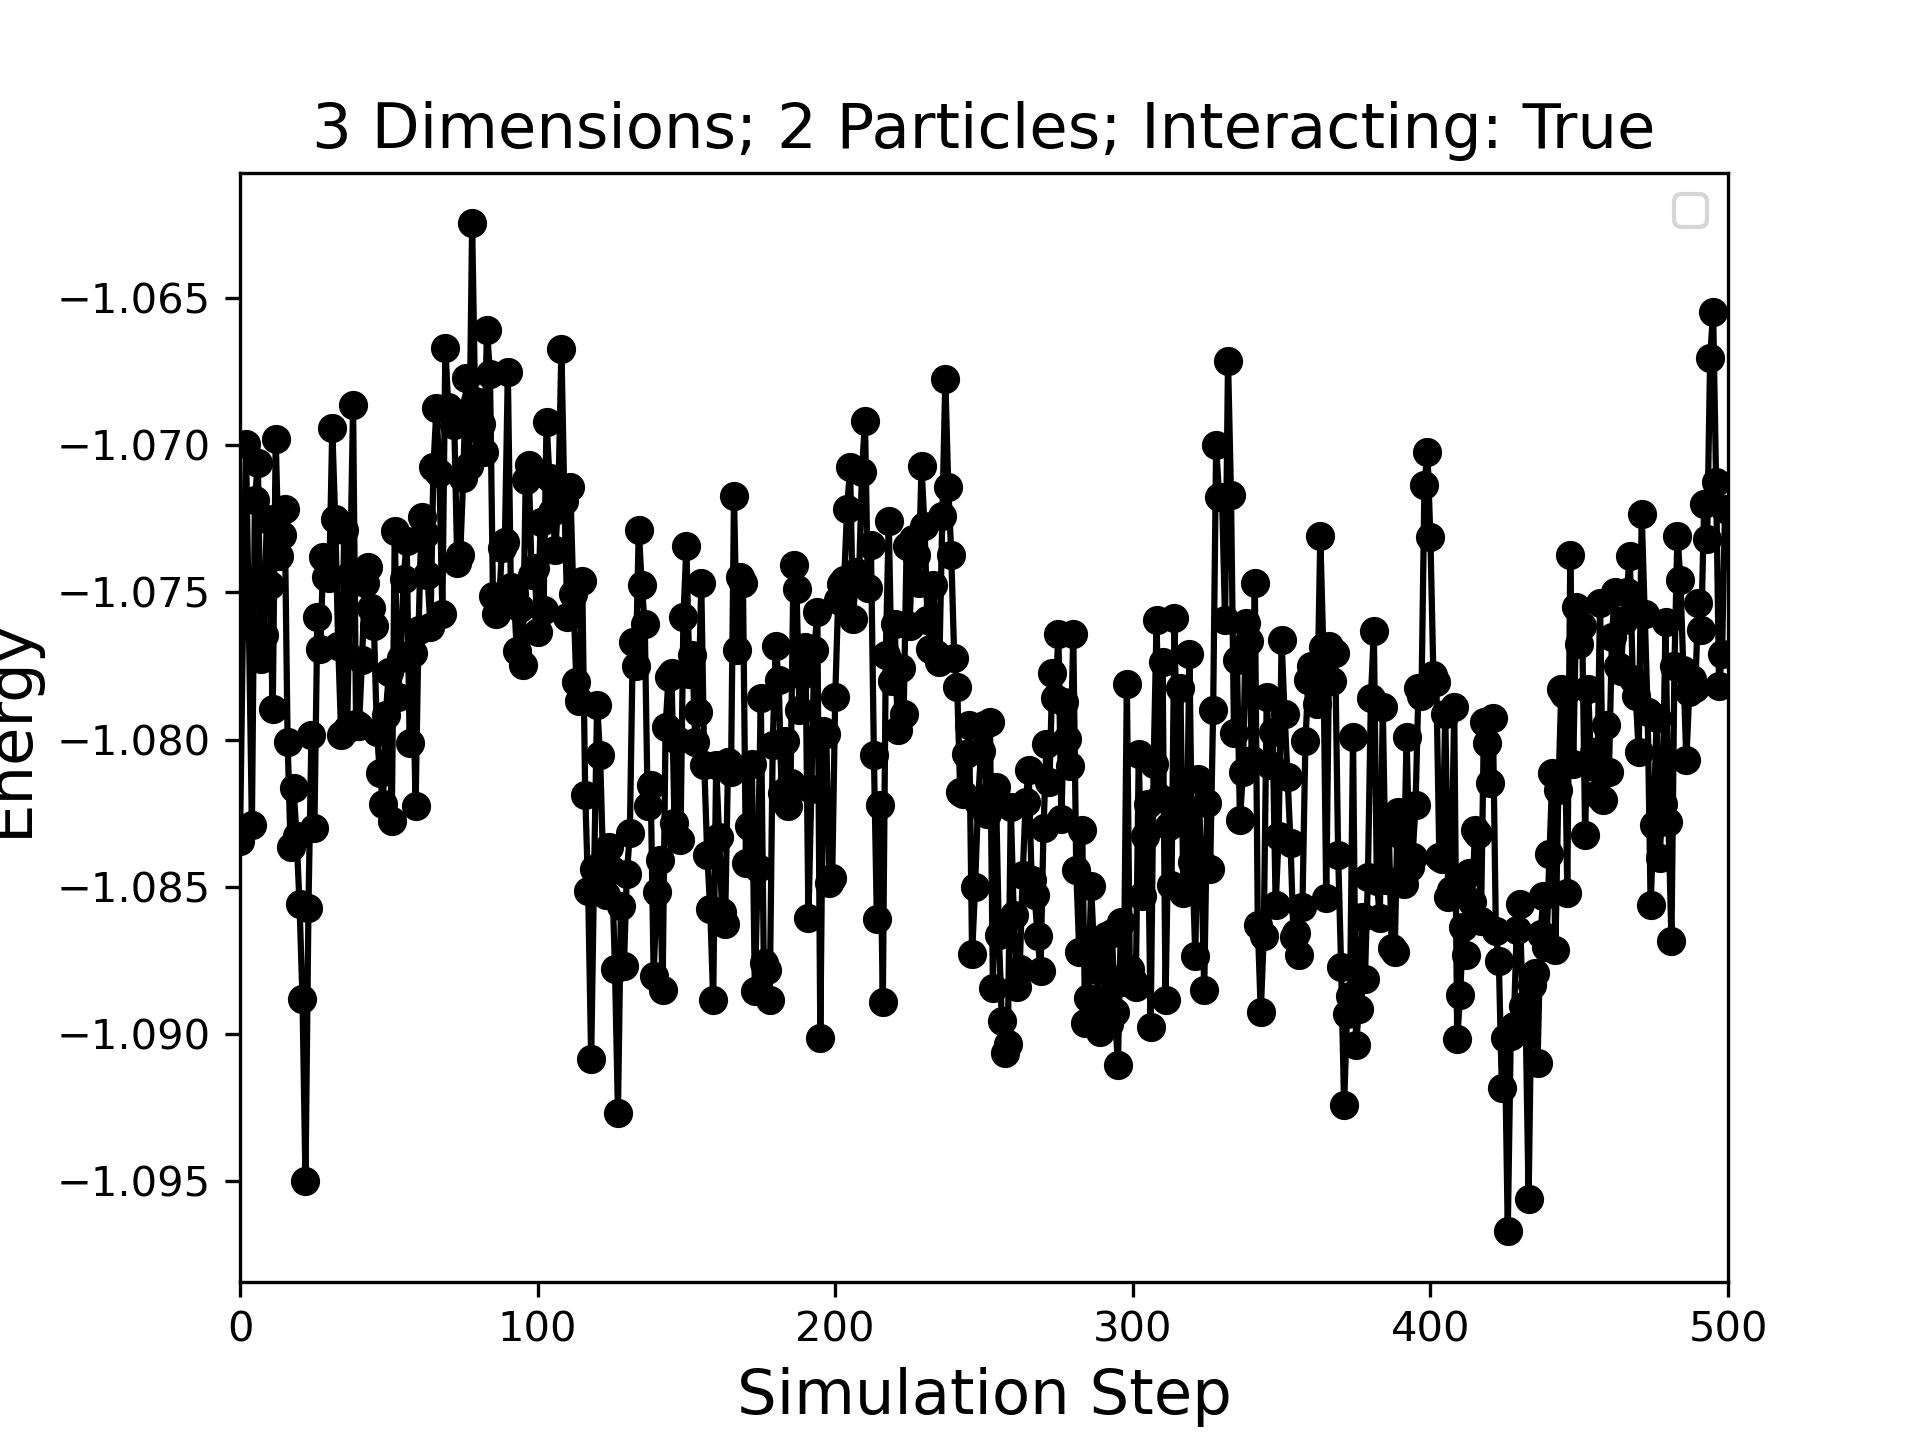 3 Dimensions; 2 Particles; Interacting: True
Energy
−1.065
−1.070
−1.075
−1.080
−1.085
−1.090
−1.095
0 100 200 300 400 500
Simulation Step